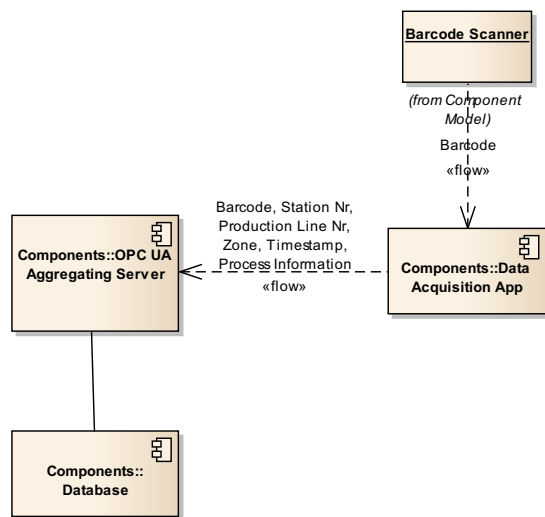 Barcode Scanner
(from Component
Model)
Barcode
«flow»
Barcode, Station Nr,
Production Line Nr,
Zone, Timestamp,
Process Information
«flow»
Components::OPC UA
Aggregating Server
Components::Data
Acquisition App
Components::
Database